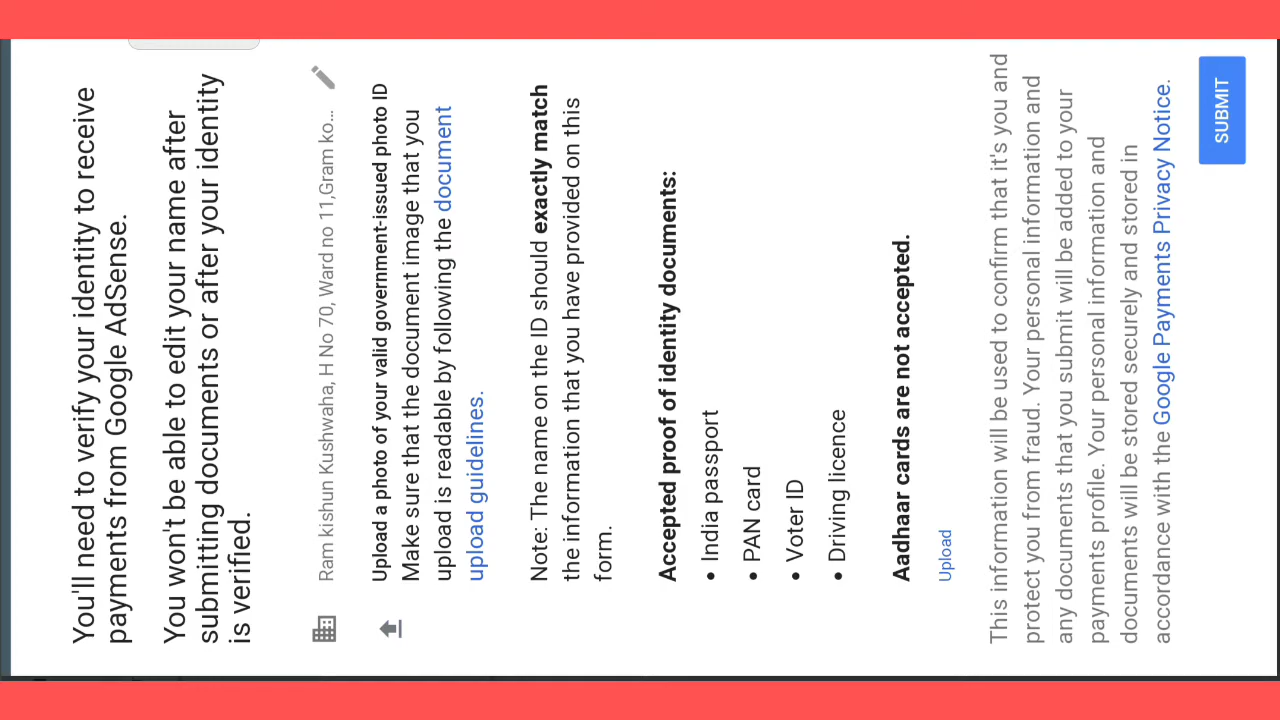 You'll need to verify your identity to receive
payments from Google AdSense.
You won't be able to edit your name after
submitting documents or after your identity
is verified.
Ram kishun Kushwaha, H No 70, Ward no 11,Gram ko...
Upload a photo of your valid government-issued photo ID
Make sure that the document image that you
upload is readable by following the document
upload guidelines.
Note: The name on the ID should exactly match
the information that you have provided on this
form.
Accepted proof of identity documents:
• India passport
• PAN card
• Voter ID
• Driving licence
Aadhaar cards are not accepted.
Upload
This information will be used to confirm that it's you and
protect you from fraud. Your personal information and
any documents that you submit will be added to your
payments profile. Your personal information and
documents will be stored securely and stored in
accordance with the Google Payments Privacy Notice.
SUBMIT